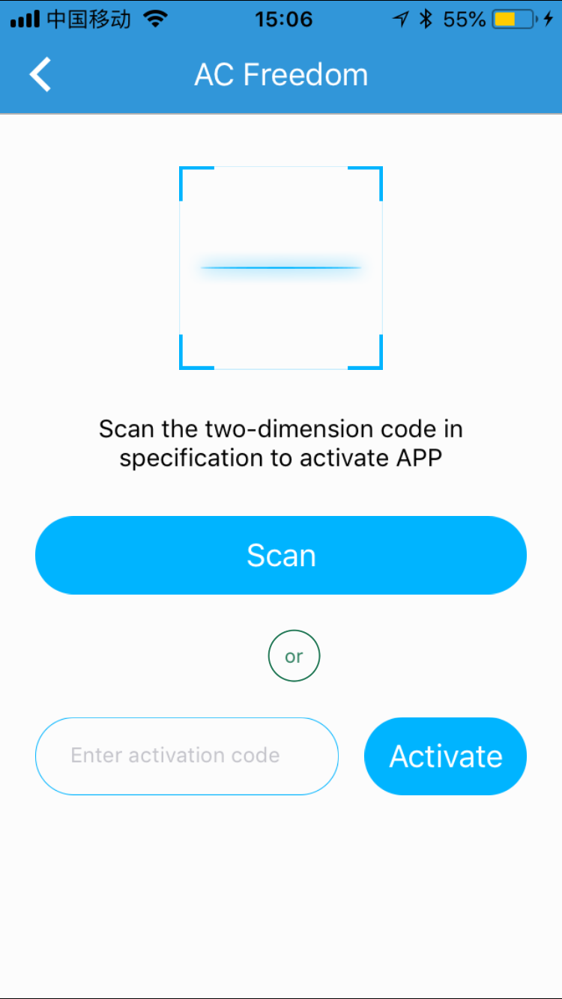 中国移动 15:06 55%
AC Freedom
Scan the two-dimension code in
specification to activate APP
Scan
or
Enter activation code
Activate